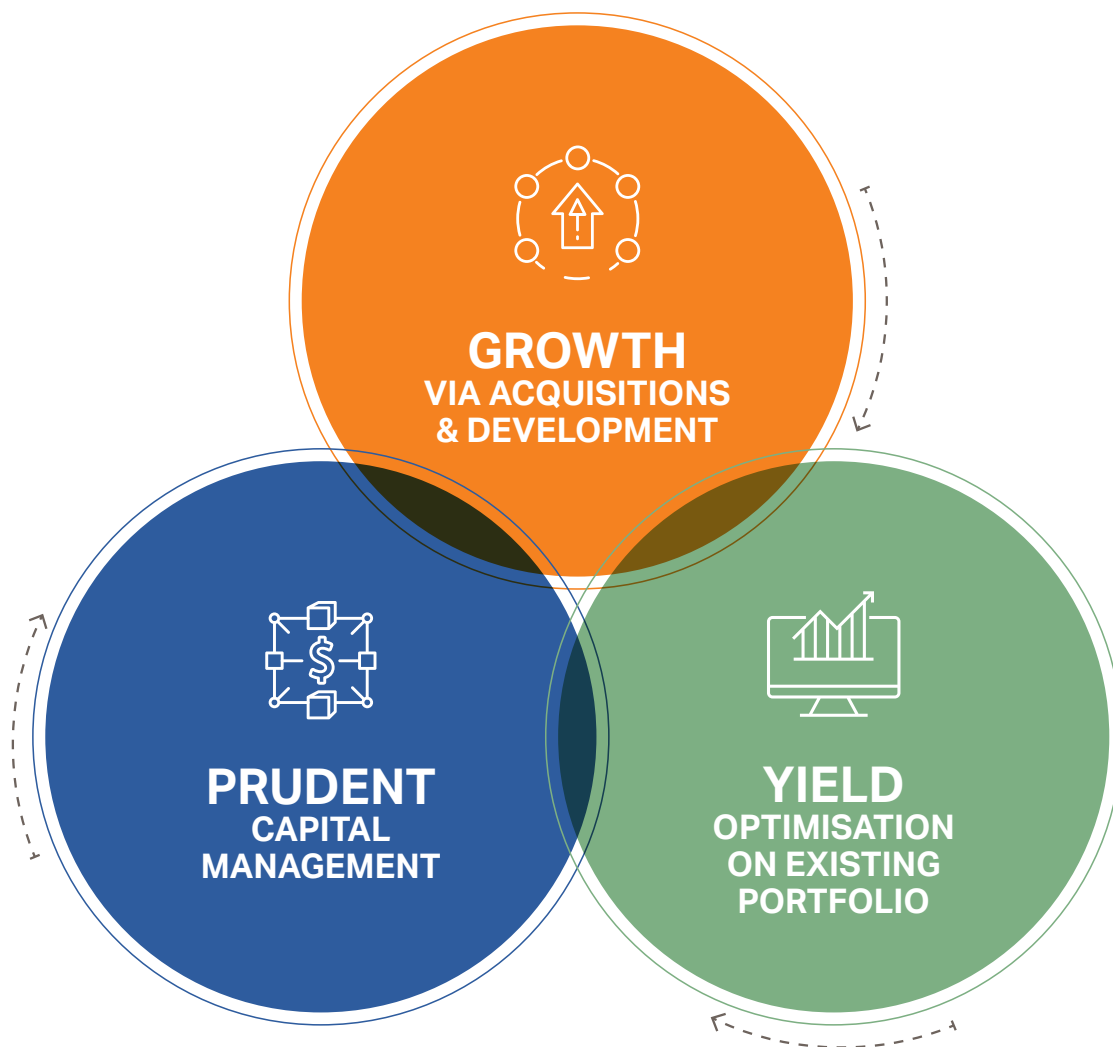 GROWTH
VIA ACQUISITIONS
& DEVELOPMENT
PRUDENT
CAPITAL
MANAGEMENT
YIELD
OPTIMISATION
ON EXISTING
PORTFOLIO
$